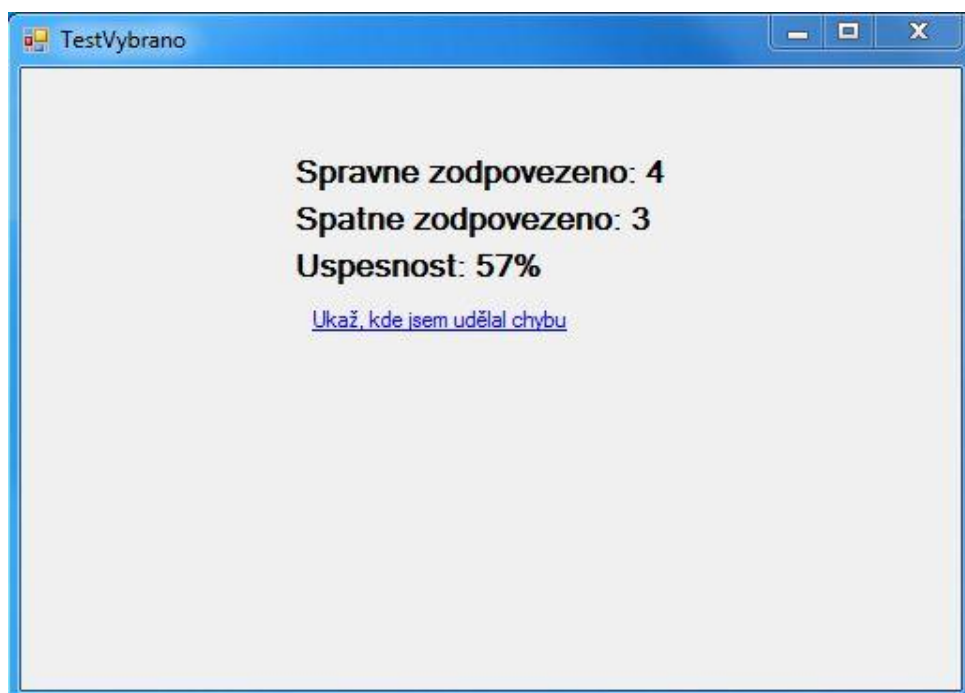 TestVybrano
Spravne zodpovezeno: 4
Spatne zodpovezeno: 3
Uspesnost: 57%
Ukaž, kde jsem udělal chybu